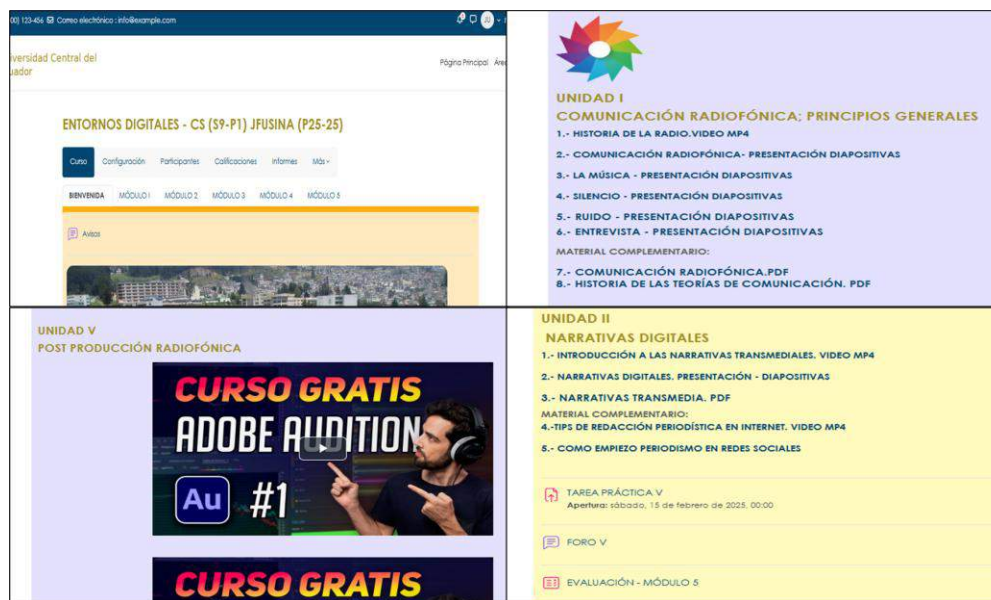 00) 123-456 Correo electrónico : info@example.com
iversidad Central del
uador
Página Principal
ENTORNOS DIGITALES - CS (S9-P1) JFUSINA (P25-25)
Curso Configuración Participantes Calificaciones Informes Más
BIENVENIDA MÓDULO I MÓDULO 2 MÓDULO 3 MÓDULO 4 MÓDULO 5
Avisos
UNIDAD I
COMUNICACIÓN RADIOFÓNICA; PRINCIPIOS GENERALES
1.- HISTORIA DE LA RADIO.VIDEO MP4
2.- COMUNICACIÓN RADIOFÓNICA- PRESENTACIÓN DIAPOSITIVAS
3.- LA MÚSICA - PRESENTACIÓN DIAPOSITIVAS
4.- SILENCIO - PRESENTACIÓN DIAPOSITIVAS
5.- RUIDO - PRESENTACIÓN DIAPOSITIVAS
6.- ENTREVISTA - PRESENTACIÓN DIAPOSITIVAS
MATERIAL COMPLEMENTARIO:
7.- COMUNICACIÓN RADIOFÓNICA.PDF
8.- HISTORIA DE LAS TEORÍAS DE COMUNICACIÓN. PDF
UNIDAD V
POST PRODUCCIÓN RADIOFÓNICA
CURSO GRATIS
ADOBE AUDITION
Au #1
CURSO GRATIS
UNIDAD II
NARRATIVAS DIGITALES
1.- INTRODUCCIÓN A LAS NARRATIVAS TRANSMEDIALES. VIDEO MP4
2.- NARRATIVAS DIGITALES. PRESENTACIÓN - DIAPOSITIVAS
3.- NARRATIVAS TRANSMEDIA. PDF
MATERIAL COMPLEMENTARIO:
4.-TIPS DE REDACCIÓN PERIODÍSTICA EN INTERNET. VIDEO MP4
5.- COMO EMPIEZO PERIODISMO EN REDES SOCIALES
TAREA PRÁCTICA V
Apertura: sábado, 15 de febrero de 2025, 00:00
FORO V
EVALUACIÓN - MÓDULO 5